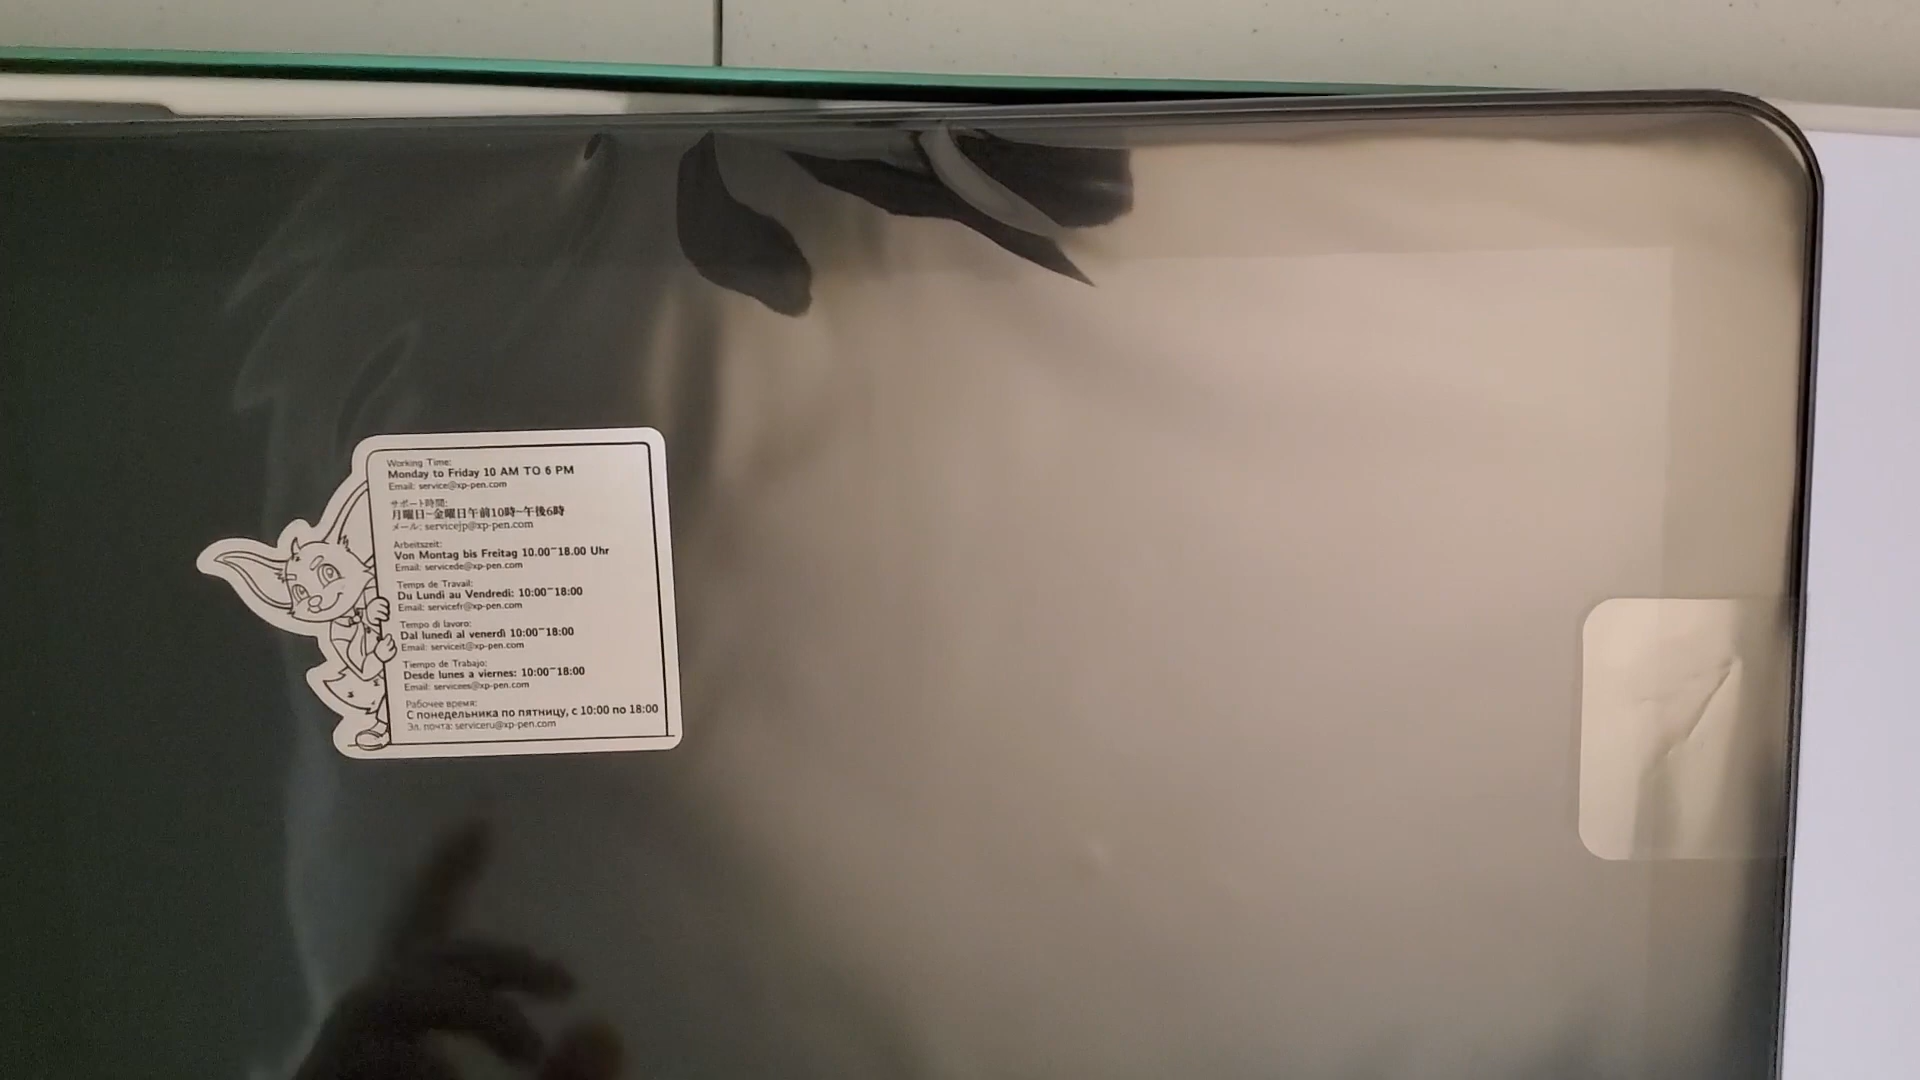 Working Time:
Monday to Friday 10 AM TO 6 PM
Email: service@xp-pen.com
サポート時間:
月曜日~金曜日午前10時~午後6時
メール: servicejp@xp-pen.com
Arbeitszeit:
Von Montag bis Freitag 10.00~18.00 Uhr
Email: servicede@xp-pen.com
Temps de Travail:
Du Lundi au Vendredi: 10:00~18:00
Email: servicefr@xp-pen.com
Tempo di lavoro:
Dal lunedì al venerdì 10:00~18:00
Email: serviceit@xp-pen.com
Tiempo de Trabajo:
Desde lunes a viernes: 10:00~18:00
Email: servicees@xp-pen.com
Рабочее время:
С понедельника по пятницу, с 10:00 по 18:00
Эл. почта: serviceru@xp-pen.com